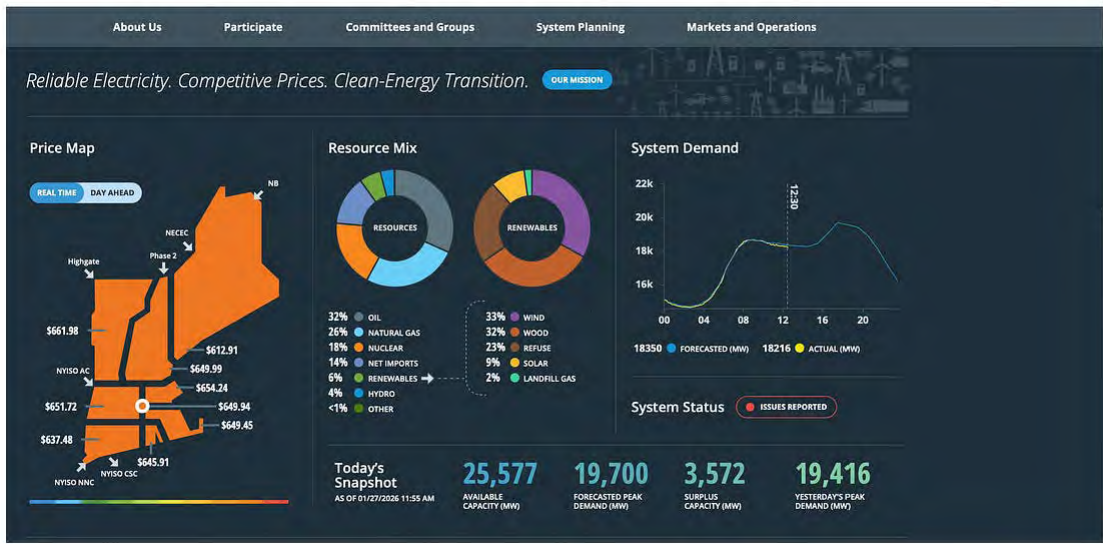 About Us
Participate
Committees and Groups
System Planning
Markets and Operations
Reliable Electricity. Competitive Prices. Clean-Energy Transition.
OUR MISSION
Price Map
REAL TIME
DAY AHEAD
NB
NECEC
Phase 2
Highgate
$661.98
$612.91
$649.99
NYISO AC
$654.24
$651.72
$649.94
$649.45
$637.48
$645.91
NYISO CSC
NYISO NNC
Resource Mix
RESOURCES
RENEWABLES
32% OIL
26% NATURAL GAS
18% NUCLEAR
14% NET IMPORTS
6% RENEWABLES
4% HYDRO
<1% OTHER
33% WIND
32% WOOD
23% REFUSE
9% SOLAR
2% LANDFILL GAS
System Demand
22k
20k
18k
16k
12:30
00 04 08 12 16 20
18350 FORECASTED (MW) 18216 ACTUAL (MW)
System Status
ISSUES REPORTED
Today's
Snapshot
AS OF 01/27/2026 11:55 AM
25,577
AVAILABLE
CAPACITY (MW)
19,700
FORECASTED PEAK
DEMAND (MW)
3,572
SURPLUS
CAPACITY (MW)
19,416
YESTERDAY'S PEAK
DEMAND (MW)